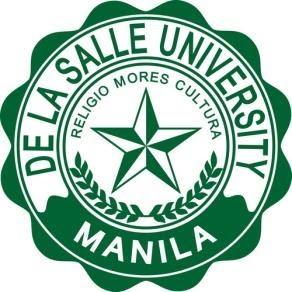 DE LA SALLE UNIVERSITY
RELIGIO MORES CULTURA
MANILA